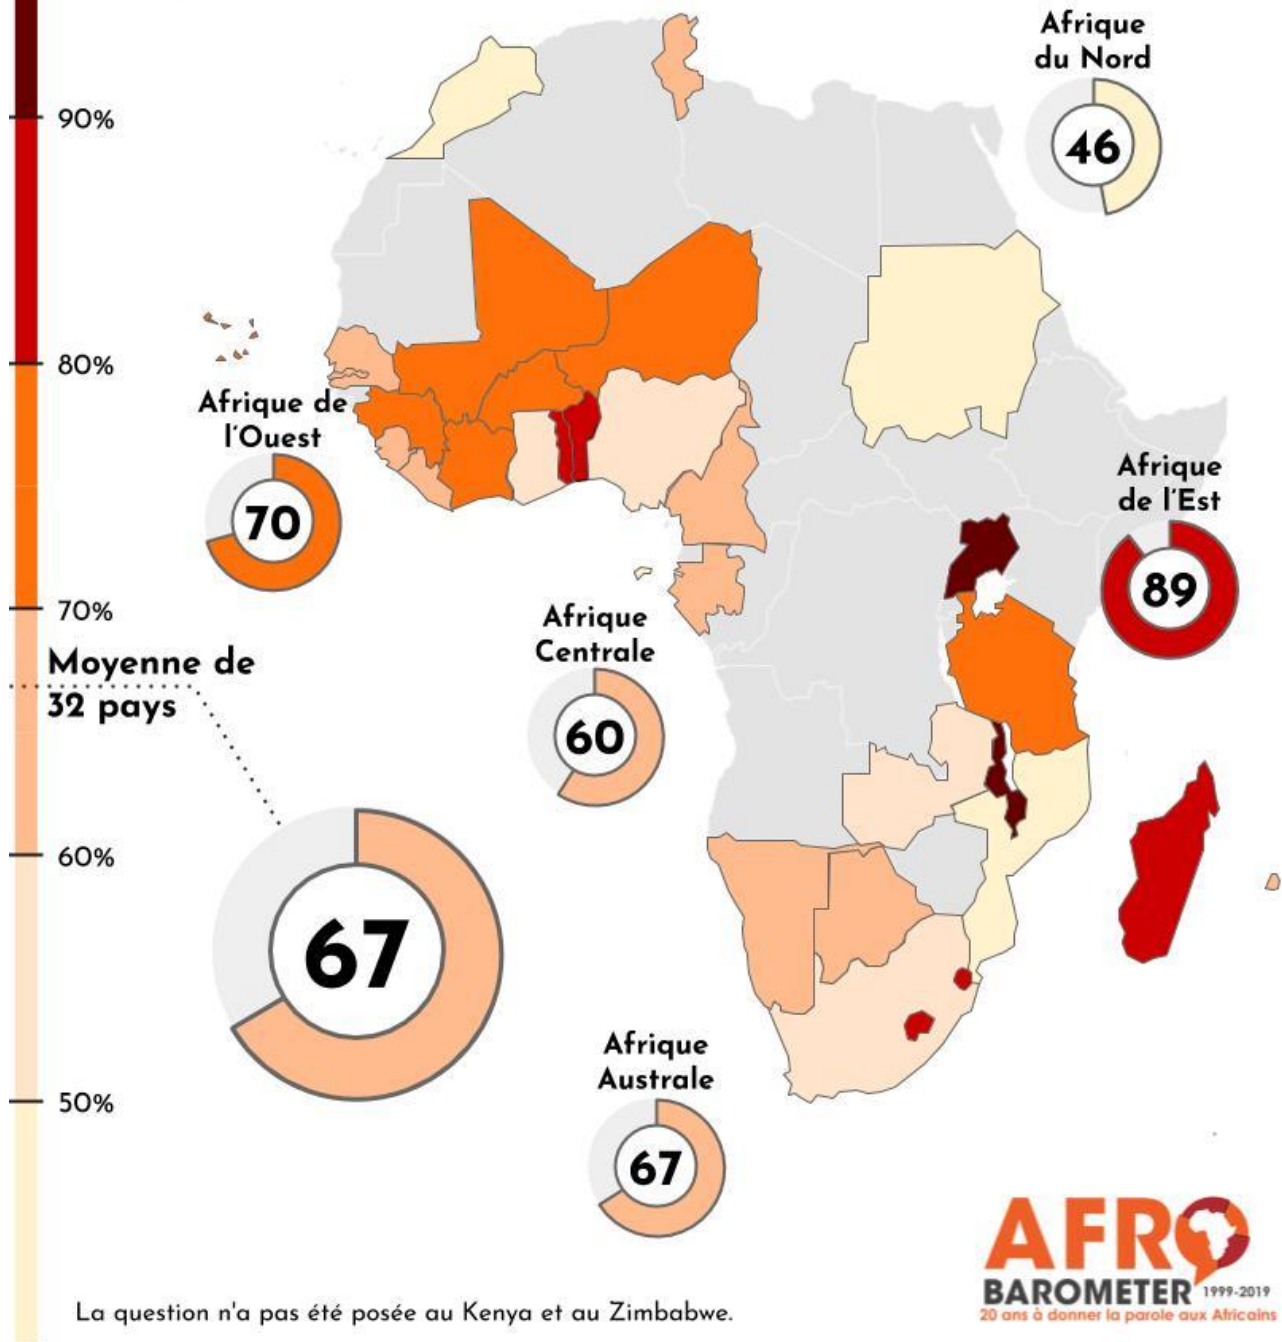 Afrique
du Nord
46
90%
80%
Afrique de
l'Ouest
70
Afrique
de l'Est
89
70%
Moyenne de
32 pays
Afrique
Centrale
60
60%
67
50%
Afrique
Australe
67
AFRO
BAROMETER 1999-2019
20 ans à donner la parole aux Africains
La question n'a pas été posée au Kenya et au Zimbabwe.